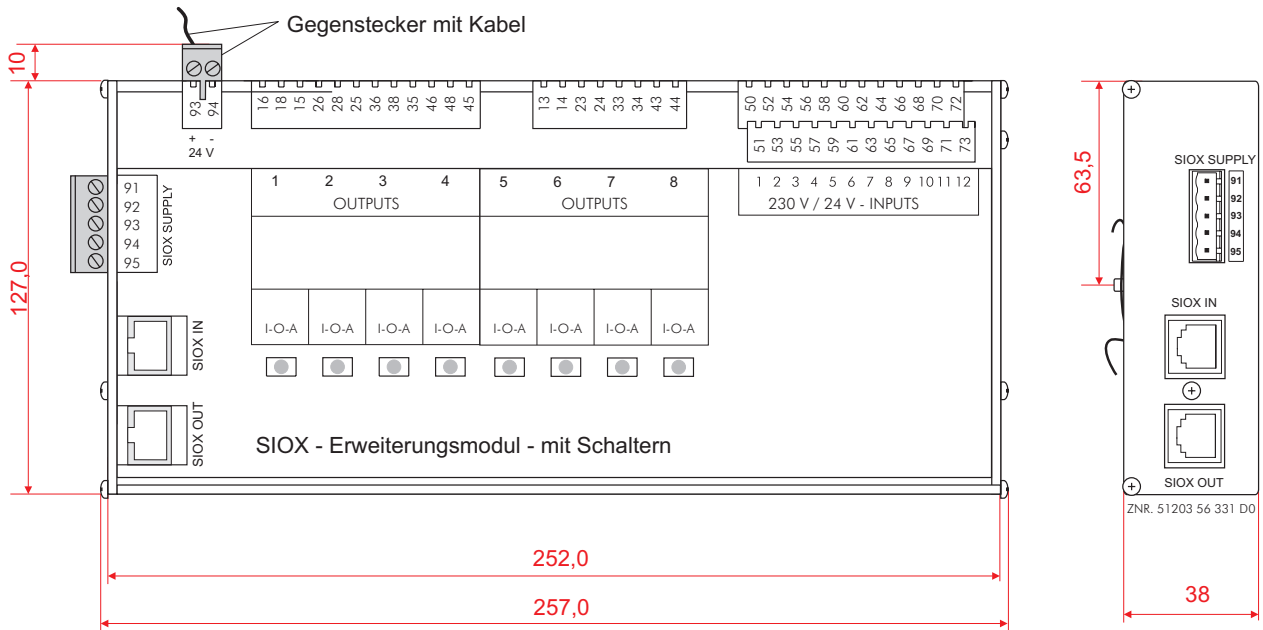 Gegenstecker mit Kabel
10
93 94
+ -
24 V
16 18 15 26 28 25 36 38 35 46 48 45
13 14 23 24 33 34 43 44
50 52 54 56 58 60 62 64 66 68 70 72
51 53 55 57 59 61 63 65 67 69 71 73
1 2 3 4
OUTPUTS
5 6 7 8
OUTPUTS
1 2 3 4 5 6 7 8 9 10 11 12
230 V / 24 V - INPUTS
91
92
93
94
95
SIOX SUPPLY
127,0
I-O-A I-O-A I-O-A I-O-A I-O-A I-O-A I-O-A I-O-A
SIOX IN
SIOX OUT
SIOX - Erweiterungsmodul - mit Schaltern
252,0
257,0
63,5
SIOX SUPPLY
91
92
93
94
95
SIOX IN
SIOX OUT
ZNR. 51203 56 331 D0
38